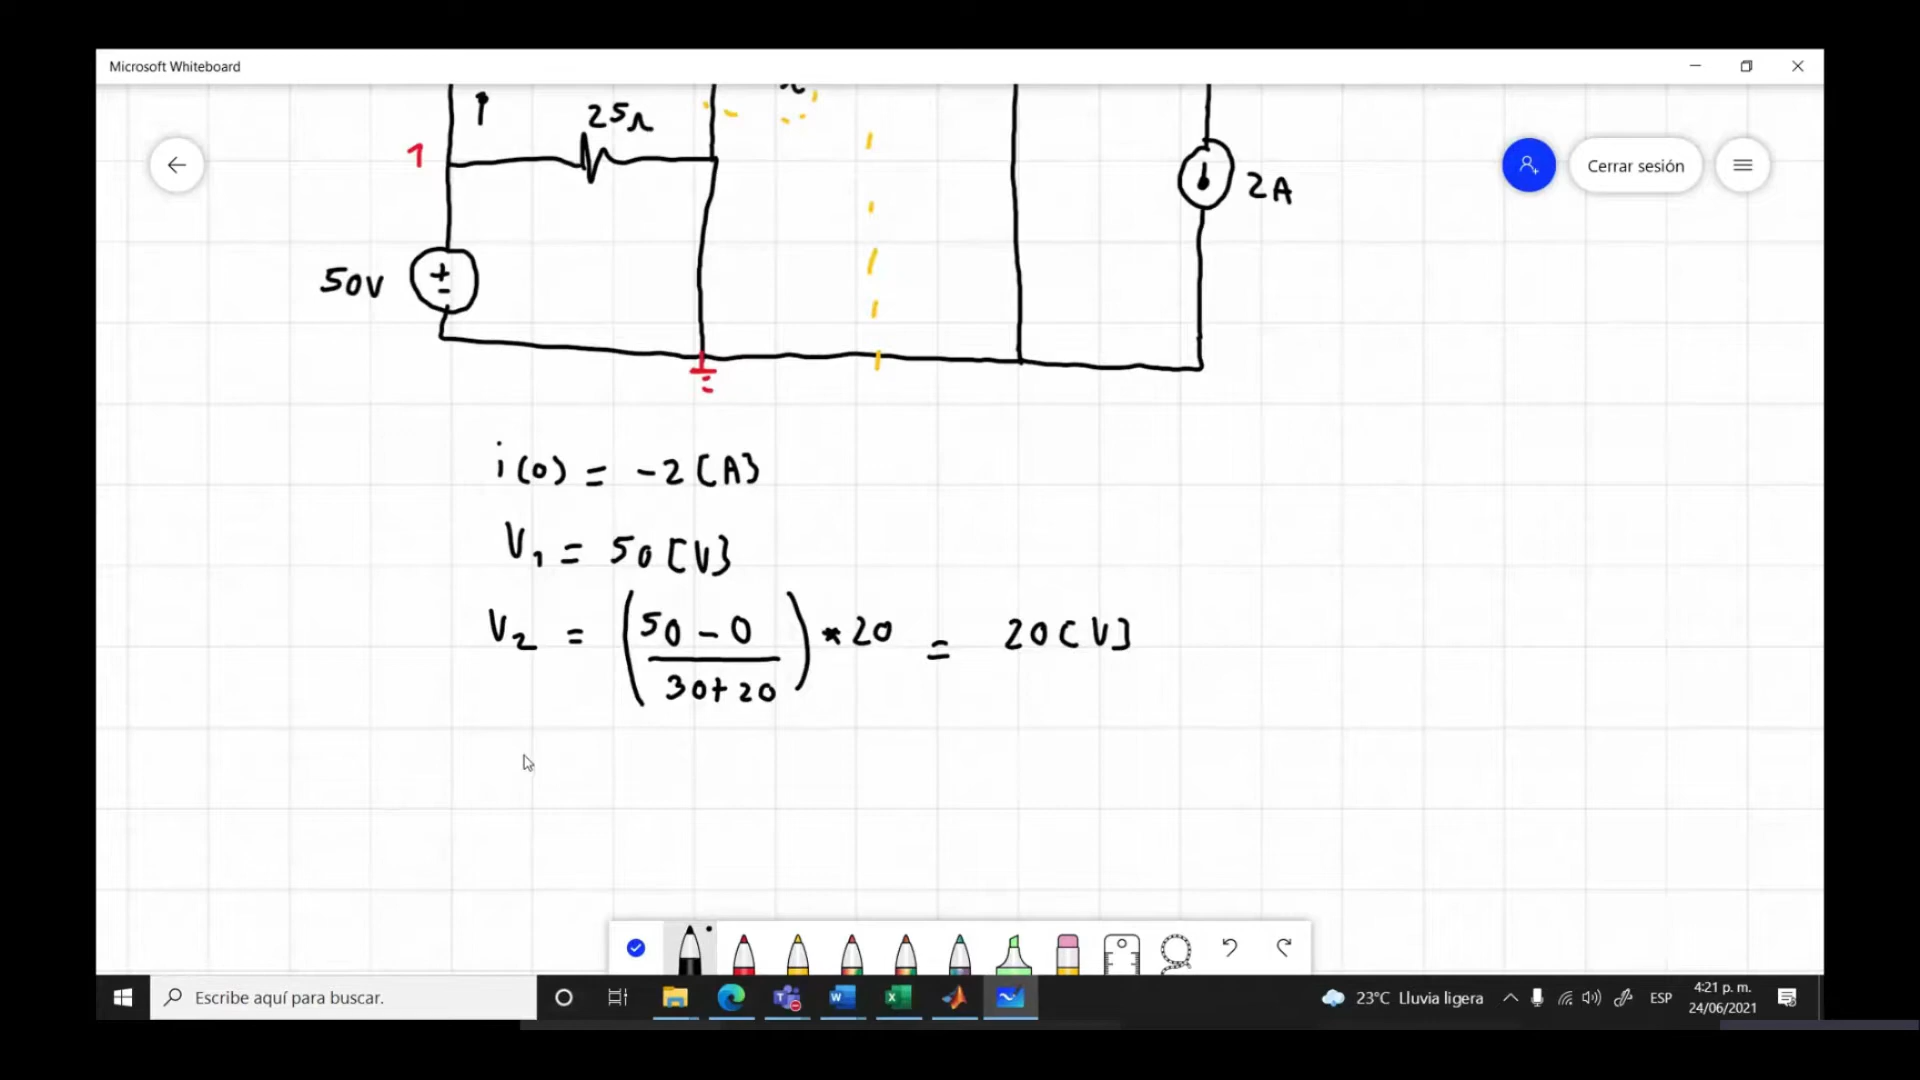 Microsoft Whiteboard
25Ω
1
Cerrar sesión
2A
50V
+
-
i(0) = -2[A]
V1 = 50[V]
V2 = (50 - 0 / 30+20) * 20 = 20[V]
Escribe aquí para buscar.
23°C Lluvia ligera
ESP
4:21 p. m.
24/06/2021